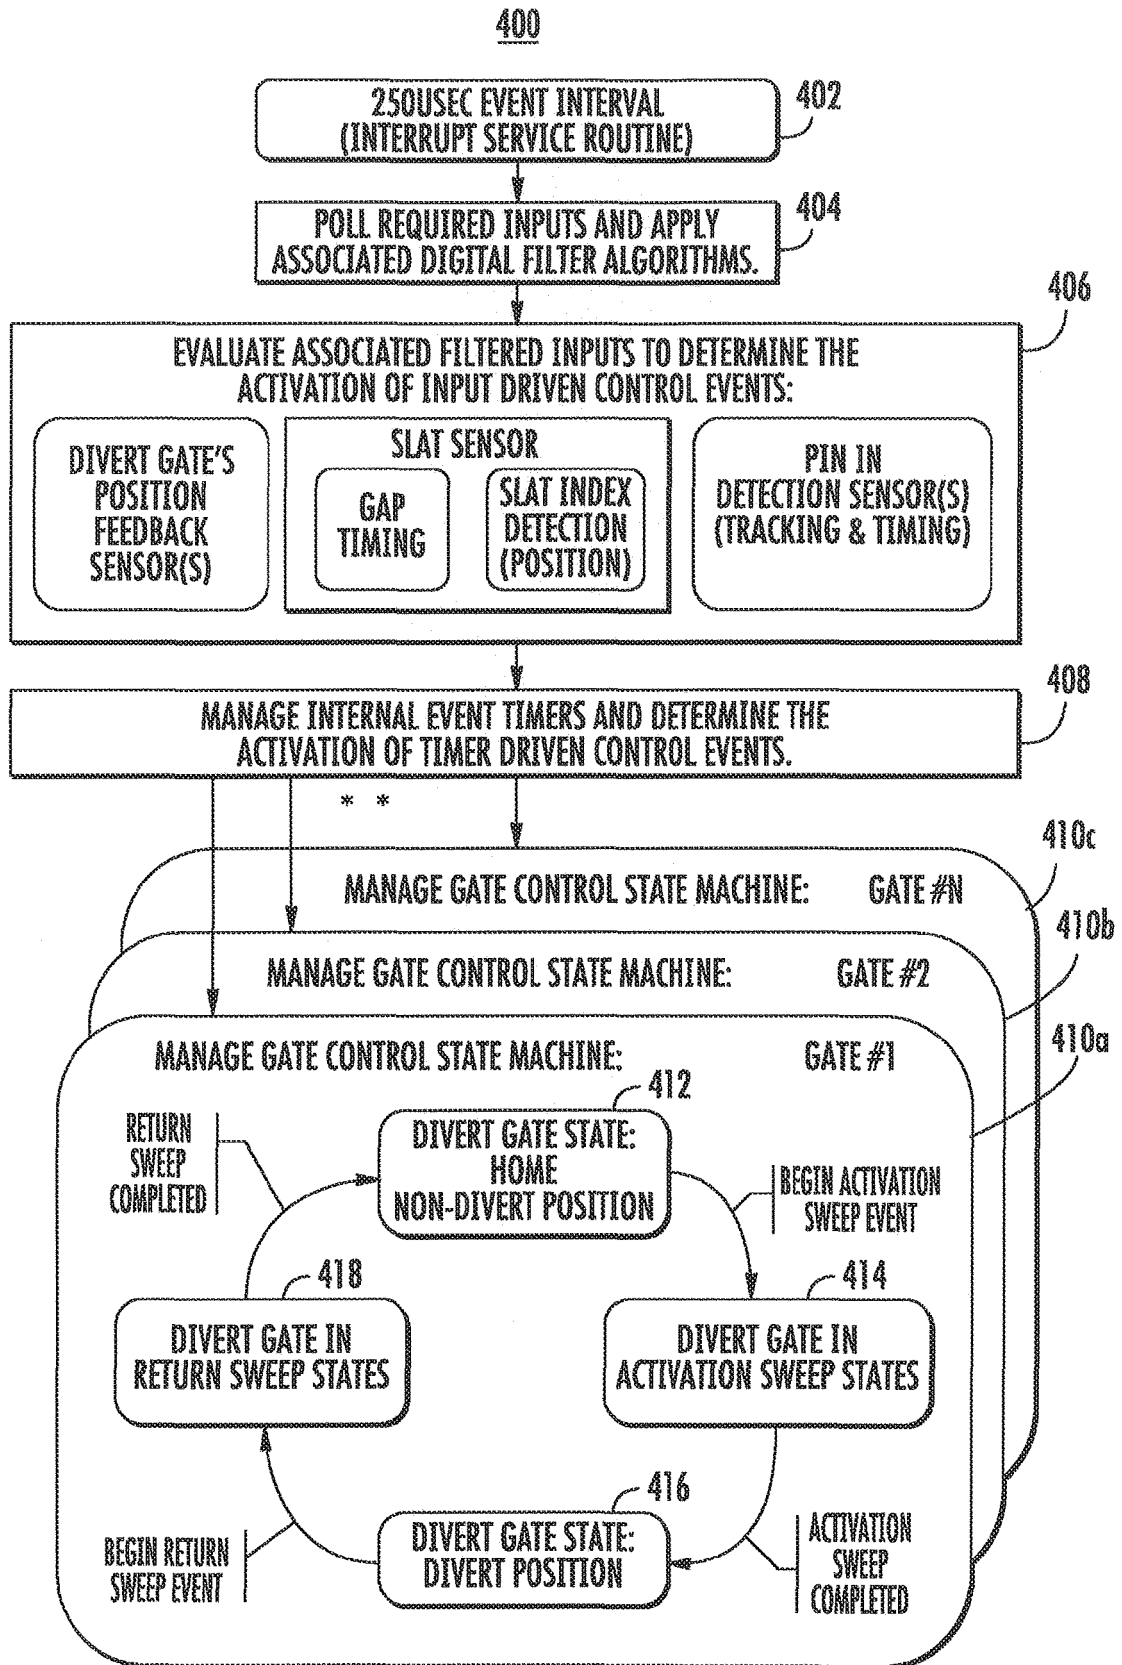 400
250USEC EVENT INTERVAL
(INTERRUPT SERVICE ROUTINE)
402
POLL REQUIRED INPUTS AND APPLY
ASSOCIATED DIGITAL FILTER ALGORITHMS.
404
406
EVALUATE ASSOCIATED FILTERED INPUTS TO DETERMINE THE
ACTIVATION OF INPUT DRIVEN CONTROL EVENTS:
DIVERT GATE'S
POSITION
FEEDBACK
SENSOR(S)
SLAT SENSOR
GAP
TIMING
SLAT INDEX
DETECTION
(POSITION)
PIN IN
DETECTION SENSOR(S)
(TRACKING & TIMING)
408
MANAGE INTERNAL EVENT TIMERS AND DETERMINE THE
ACTIVATION OF TIMER DRIVEN CONTROL EVENTS.
* *
410c
MANAGE GATE CONTROL STATE MACHINE: GATE #N
410b
MANAGE GATE CONTROL STATE MACHINE: GATE #2
410a
MANAGE GATE CONTROL STATE MACHINE: GATE #1
412
DIVERT GATE STATE:
HOME
NON-DIVERT POSITION
RETURN
SWEEP
COMPLETED
BEGIN ACTIVATION
SWEEP EVENT
418
DIVERT GATE IN
RETURN SWEEP STATES
414
DIVERT GATE IN
ACTIVATION SWEEP STATES
416
DIVERT GATE STATE:
DIVERT POSITION
BEGIN RETURN
SWEEP EVENT
ACTIVATION
SWEEP
COMPLETED